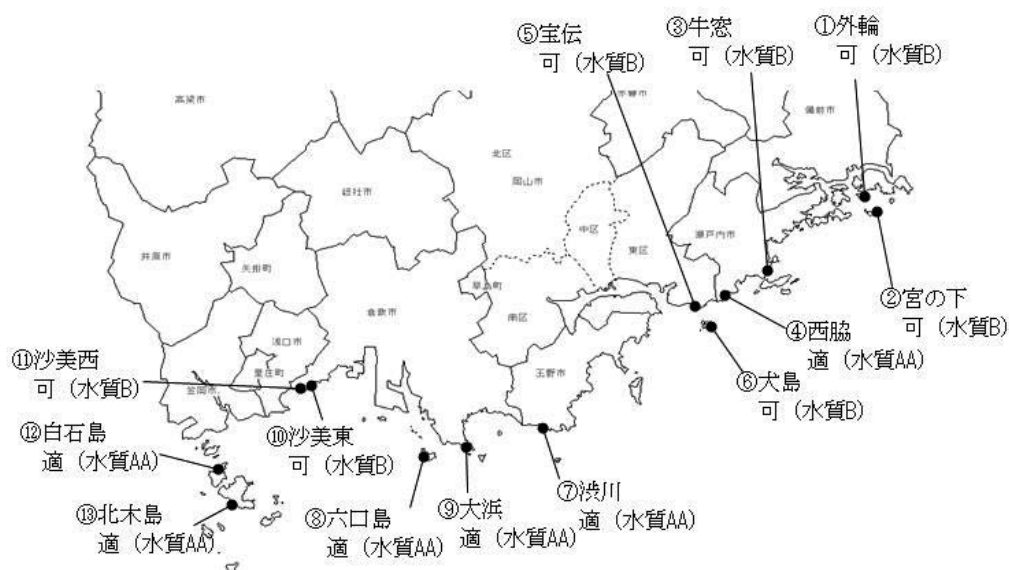 ⑤宝伝
可（水質B）
③牛窓
可（水質B）
①外輪
可（水質B）
高梁市
赤磐市
備前市
北区
岡山市
総社市
中区
瀬戸内市
東区
井原市
矢掛町
早島町
②宮の下
可（水質B）
倉敷市
南区
④西脇
適（水質AA）
浅口市
⑪沙美西
可（水質B）
里庄町
玉野市
⑥犬島
可（水質B）
笠岡市
⑫白石島
適（水質AA）
⑩沙美東
可（水質B）
⑦渋川
適（水質AA）
⑬北木島
適（水質AA）
⑧六口島
適（水質AA）
⑨大浜
適（水質AA）